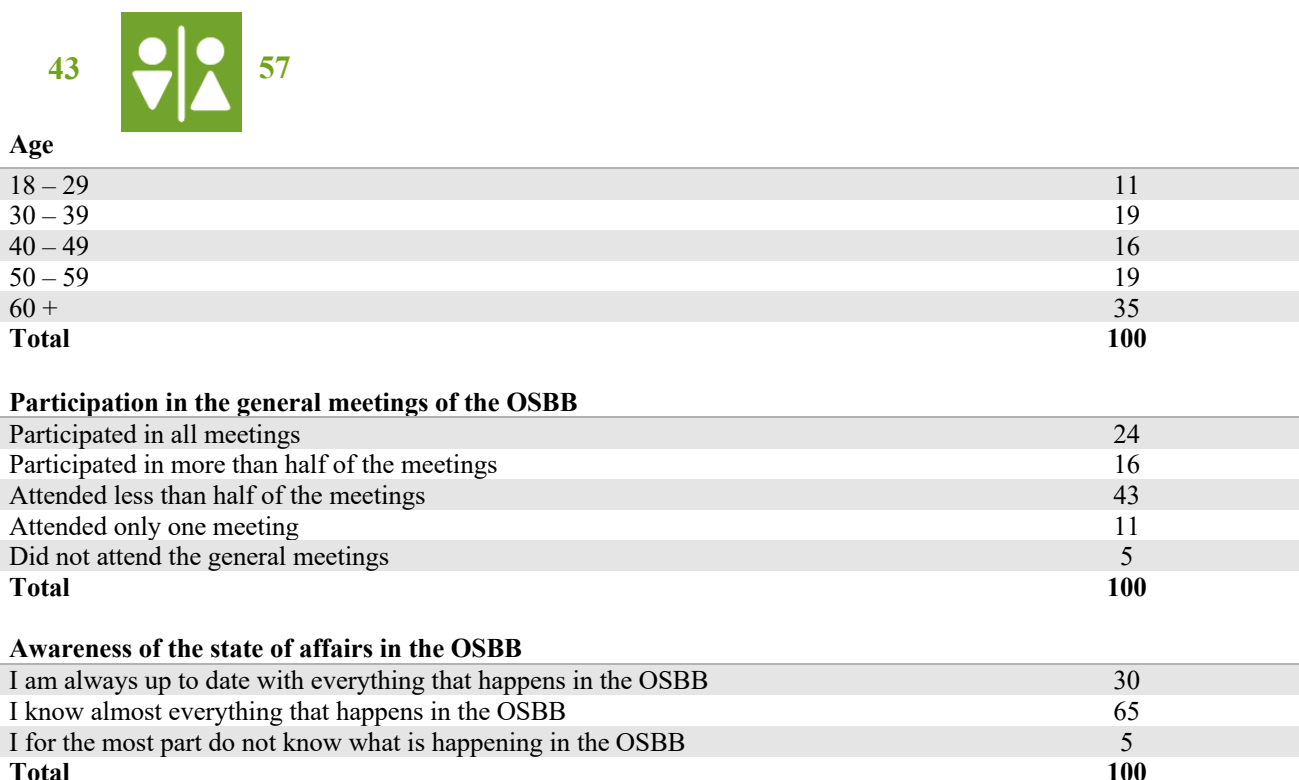 43 57
Age
18 – 29 11
30 – 39 19
40 – 49 16
50 – 59 19
60 + 35
Total 100
Participation in the general meetings of the OSBB
Participated in all meetings 24
Participated in more than half of the meetings 16
Attended less than half of the meetings 43
Attended only one meeting 11
Did not attend the general meetings 5
Total 100
Awareness of the state of affairs in the OSBB
I am always up to date with everything that happens in the OSBB 30
I know almost everything that happens in the OSBB 65
I for the most part do not know what is happening in the OSBB 5
Total 100